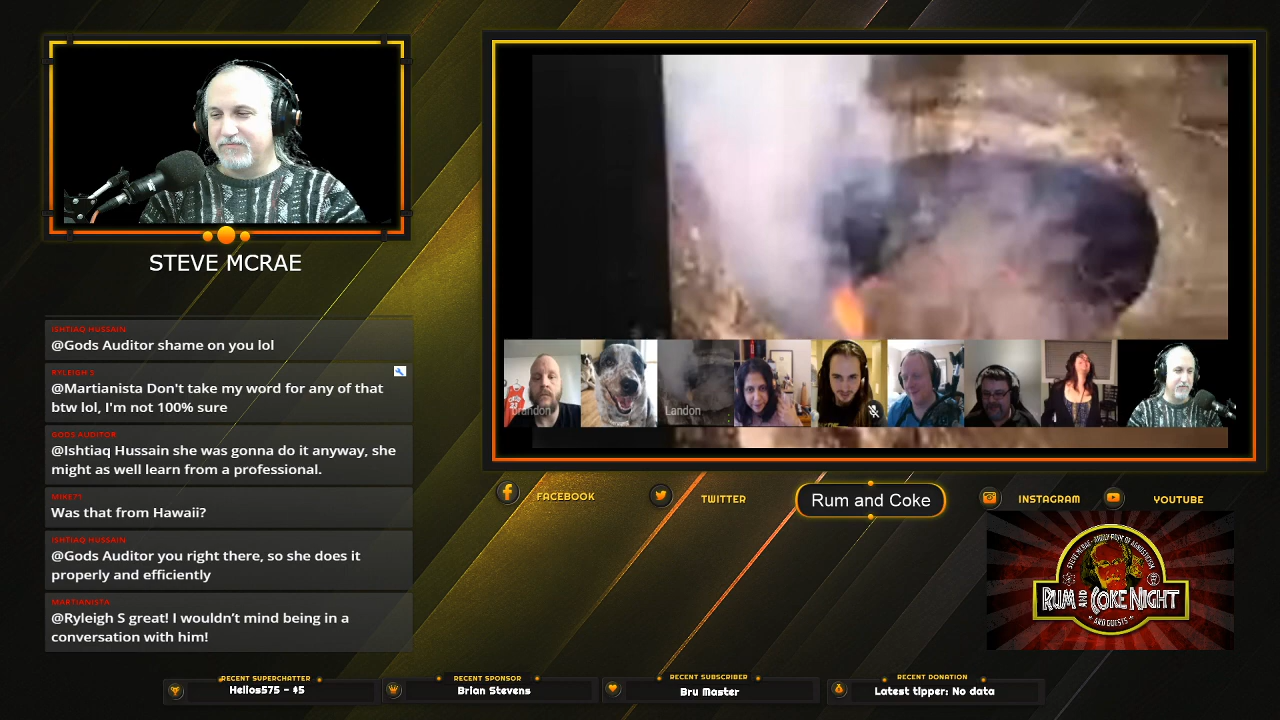 STEVE MCRAE
ISHTIAQ HUSSAIN
@Gods Auditor shame on you lol
RYLEIGH S
@Martianista Don't take my word for any of that
btw lol, I'm not 100% sure
GODS AUDITOR
@Ishtiaq Hussain she was gonna do it anyway, she
might as well learn from a professional.
MIKE71
Was that from Hawaii?
ISHTIAQ HUSSAIN
@Gods Auditor you right there, so she does it
properly and efficiently
MARTIANISTA
@Ryleigh S great! I wouldn't mind being in a
conversation with him!
Brandon
Landon
FACEBOOK
TWITTER
Rum and Coke
INSTAGRAM
YOUTUBE
RUM AND COKE NIGHT
AND GUESTS
RECENT SUPERCHATTER
Helios575 - $5
RECENT SPONSOR
Brian Stevens
RECENT SUBSCRIBER
Bru Master
RECENT DONATION
Latest tipper: No data